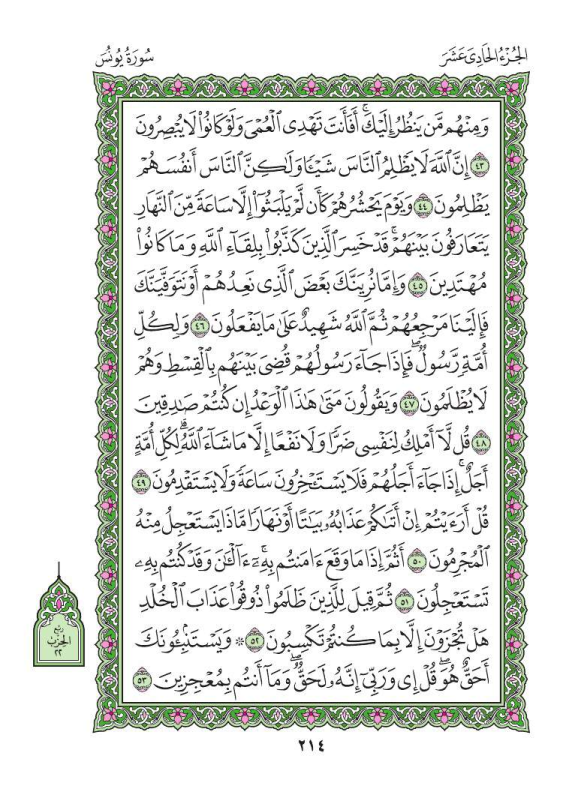 الجُزْءُ الحَادِيَ عَشَرَ
سُورَةُ يُونُسَ
وَمِنْهُم مَّن يَنظُرُ إِلَيْكَۚ أَفَأَنتَ تَهْدِي ٱلْعُمْيَ وَلَوْ كَانُوا۟ لَا يُبْصِرُونَ
٤٣ إِنَّ ٱللَّهَ لَا يَظْلِمُ ٱلنَّاسَ شَيْـًٔا وَلَـٰكِنَّ ٱلنَّاسَ أَنفُسَهُمْ
يَظْلِمُونَ ٤٤ وَيَوْمَ يَحْشُرُهُمْ كَأَن لَّمْ يَلْبَثُوٓا۟ إِلَّا سَاعَةً مِّنَ ٱلنَّهَارِ
يَتَعَارَفُونَ بَيْنَهُمْۚ قَدْ خَسِرَ ٱلَّذِينَ كَذَّبُوا۟ بِلِقَآءِ ٱللَّهِ وَمَا كَانُوا۟
مُهْتَدِينَ ٤٥ وَإِمَّا نُرِيَنَّكَ بَعْضَ ٱلَّذِي نَعِدُهُمْ أَوْ نَتَوَفَّيَنَّكَ
فَإِلَيْنَا مَرْجِعُهُمْ ثُمَّ ٱللَّهُ شَهِيدٌ عَلَىٰ مَا يَفْعَلُونَ ٤٦ وَلِكُلِّ
أُمَّةٍ رَّسُولٌۖ فَإِذَا جَآءَ رَسُولُهُمْ قُضِيَ بَيْنَهُم بِٱلْقِسْطِ وَهُمْ
لَا يُظْلَمُونَ ٤٧ وَيَقُولُونَ مَتَىٰ هَـٰذَا ٱلْوَعْدُ إِن كُنتُمْ صَـٰدِقِينَ
٤٨ قُل لَّآ أَمْلِكُ لِنَفْسِي ضَرًّا وَلَا نَفْعًا إِلَّا مَا شَآءَ ٱللَّهُۗ لِكُلِّ أُمَّةٍ
أَجَلٌۚ إِذَا جَآءَ أَجَلُهُمْ فَلَا يَسْتَـْٔخِرُونَ سَاعَةً وَلَا يَسْتَقْدِمُونَ ٤٩
قُلْ أَرَءَيْتُمْ إِنْ أَتَىٰكُمْ عَذَابُهُۥ بَيَـٰتًا أَوْ نَهَارًا مَّاذَا يَسْتَعْجِلُ مِنْهُ
ٱلْمُجْرِمُونَ ٥٠ أَثُمَّ إِذَا مَا وَقَعَ ءَامَنتُم بِهِۦٓۚ ءَآلْـَٔـٰنَ وَقَدْ كُنتُم بِهِۦ
تَسْتَعْجِلُونَ ٥١ ثُمَّ قِيلَ لِلَّذِينَ ظَلَمُوا۟ ذُوقُوا۟ عَذَابَ ٱلْخُلْدِ
هَلْ تُجْزَوْنَ إِلَّا بِمَا كُنتُمْ تَكْسِبُونَ ٥٢ ۞ وَيَسْتَنۢبِـُٔونَكَ
أَحَقٌّ هُوَۖ قُلْ إِي وَرَبِّيٓ إِنَّهُۥ لَحَقٌّۖ وَمَآ أَنتُم بِمُعْجِزِينَ ٥٣
ربع
الحزب
٢٢
٢١٤